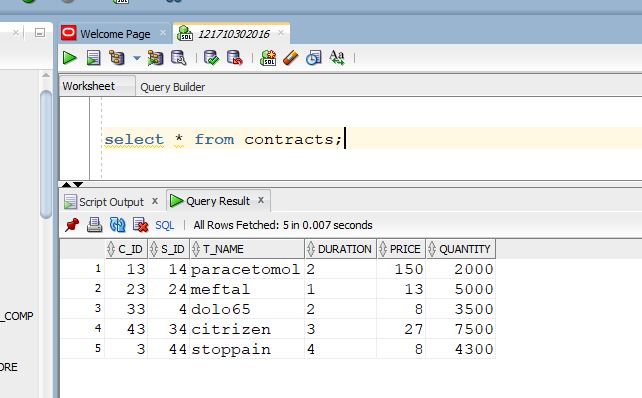 Welcome Page 121710302016
Worksheet Query Builder
select * from contracts;
Script Output x Query Result x
SQL All Rows Fetched: 5 in 0.007 seconds
C_ID S_ID T_NAME DURATION PRICE QUANTITY
1 13 14 paracetomol 2 150 2000
2 23 24 meftal 1 13 5000
3 33 4 dolo65 2 8 3500
_COMP
4 43 34 citrizen 3 27 7500
5 3 44 stoppain 4 8 4300
ORE